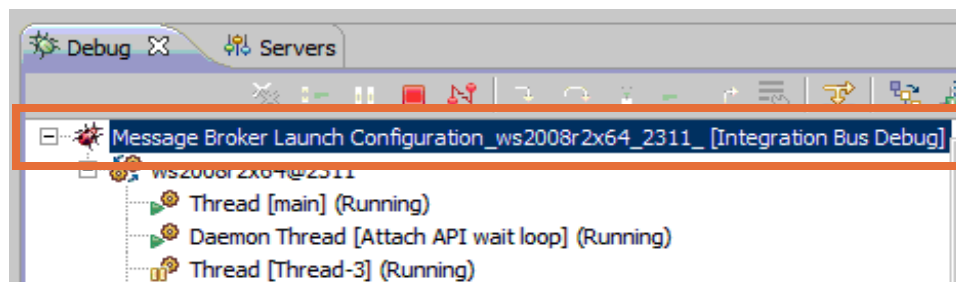 Debug Servers
Message Broker Launch Configuration_ws2008r2x64_2311_ [Integration Bus Debug]
ws2008r2x64@2311
Thread [main] (Running)
Daemon Thread [Attach API wait loop] (Running)
Thread [Thread-3] (Running)